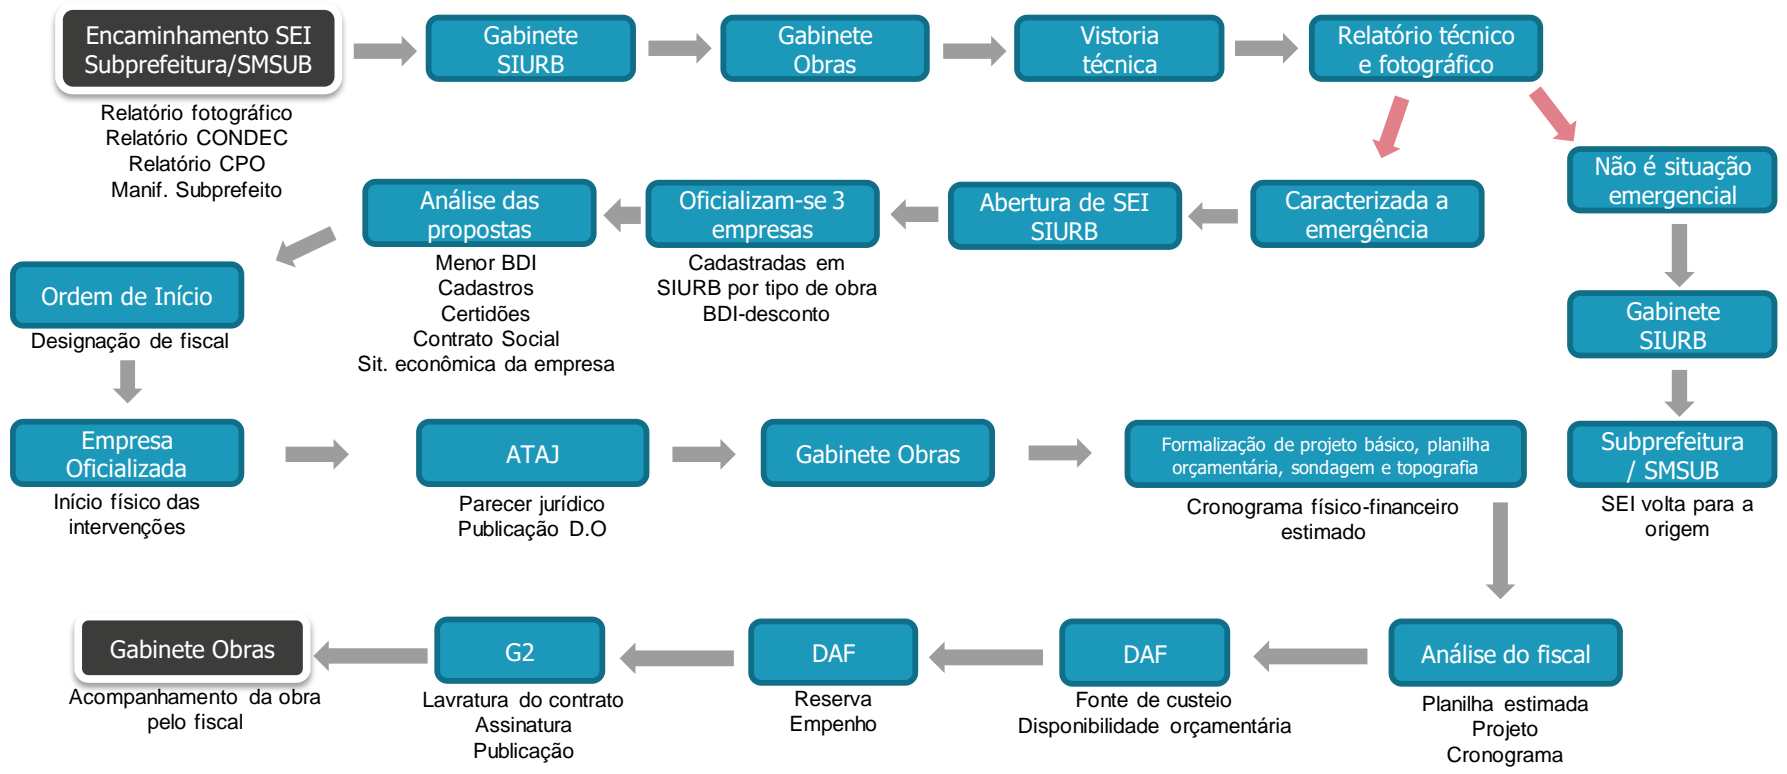 Encaminhamento SEI
Subprefeitura/SMSUB
Relatório fotográfico
Relatório CONDEC
Relatório CPO
Manif. Subprefeito
Gabinete
SIURB
Gabinete
Obras
Vistoria
técnica
Relatório técnico
e fotográfico
Não é situação
emergencial
Gabinete
SIURB
Subprefeitura
/ SMSUB
SEI volta para a
origem
Caracterizada a
emergência
Abertura de SEI
SIURB
Oficializam-se 3
empresas
Cadastradas em
SIURB por tipo de obra
BDI-desconto
Análise das
propostas
Menor BDI
Cadastros
Certidões
Contrato Social
Sit. econômica da empresa
Ordem de Início
Designação de fiscal
Empresa
Oficializada
Início físico das
intervenções
ATAJ
Parecer jurídico
Publicação D.O
Gabinete Obras
Formalização de projeto básico, planilha
orçamentária, sondagem e topografia
Cronograma físico-financeiro
estimado
Análise do fiscal
Planilha estimada
Projeto
Cronograma
DAF
Fonte de custeio
Disponibilidade orçamentária
DAF
Reserva
Empenho
G2
Lavratura do contrato
Assinatura
Publicação
Gabinete Obras
Acompanhamento da obra
pelo fiscal